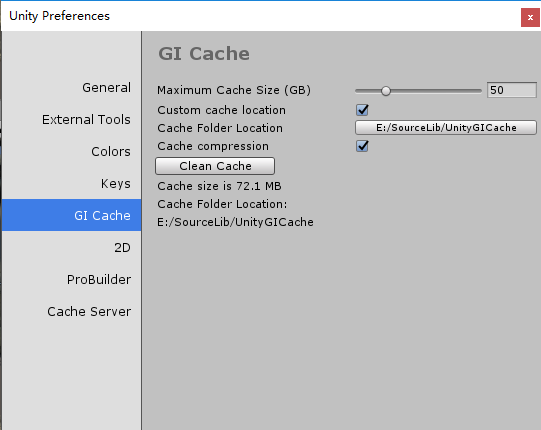 Unity Preferences
x
GI Cache
General
External Tools
Colors
Keys
GI Cache
2D
ProBuilder
Cache Server
Maximum Cache Size (GB) 50
Custom cache location
Cache Folder Location E:/SourceLib/UnityGICache
Cache compression
Clean Cache
Cache size is 72.1 MB
Cache Folder Location:
E:/SourceLib/UnityGICache